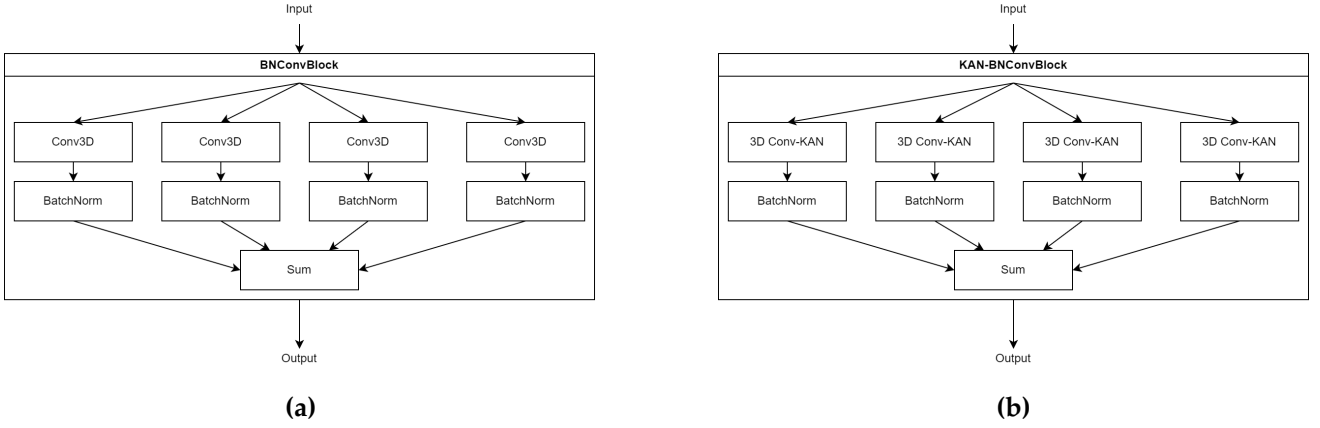 Input
BNConvBlock
Conv3D
Conv3D
Conv3D
Conv3D
BatchNorm
BatchNorm
BatchNorm
BatchNorm
Sum
Output
(a)
Input
KAN-BNConvBlock
3D Conv-KAN
3D Conv-KAN
3D Conv-KAN
3D Conv-KAN
BatchNorm
BatchNorm
BatchNorm
BatchNorm
Sum
Output
(b)